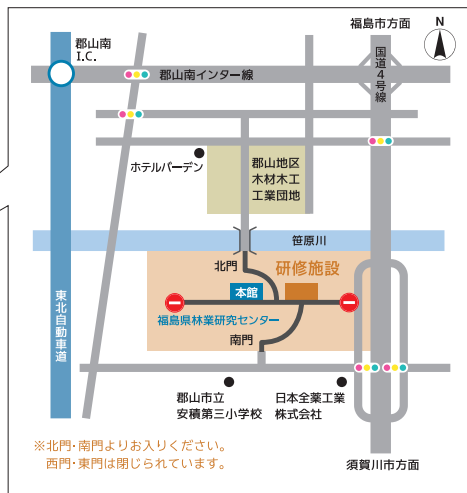 福島市方面
N
郡山南
I.C.
郡山南インター線
国道4号線
ホテルバーデン
郡山地区
木材木工
工業団地
笹原川
北門
研修施設
本館
東北自動車道
福島県林業研究センター
南門
郡山市立
安積第三小学校
日本全薬工業
株式会社
※北門・南門よりお入りください。
西門・東門は閉じられています。
須賀川市方面